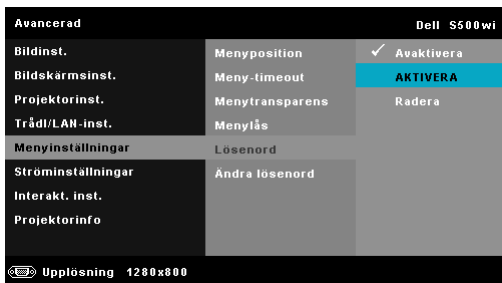 Avancerad
Dell S500wi
Bildinst.
Bildskärmsinst.
Projektorinst.
Trådl/LAN-inst.
Menyinställningar
Ströminställningar
Interakt. inst.
Projektorinfo
Menyposition
Meny-timeout
Menytransparens
Menylås
Lösenord
Ändra lösenord
Avaktivera
AKTIVERA
Radera
Upplösning 1280x800